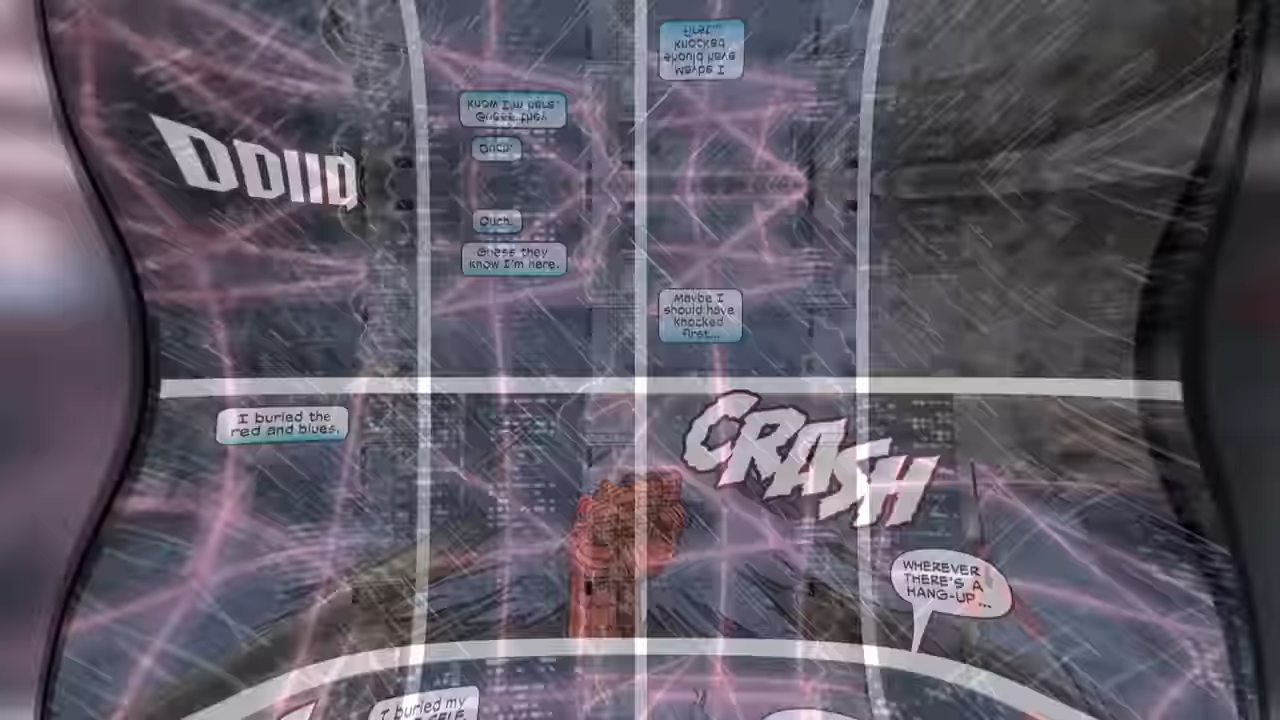 Maybe I
should have
knocked
first...
Guess they
know I'm here.
Ouch.
Ouch.
Guess they
know I'm here.
Maybe I
should have
knocked
first...
I buried the
red and blues.
CRASH
WHEREVER
THERE'S A
HANG-UP...
I buried my